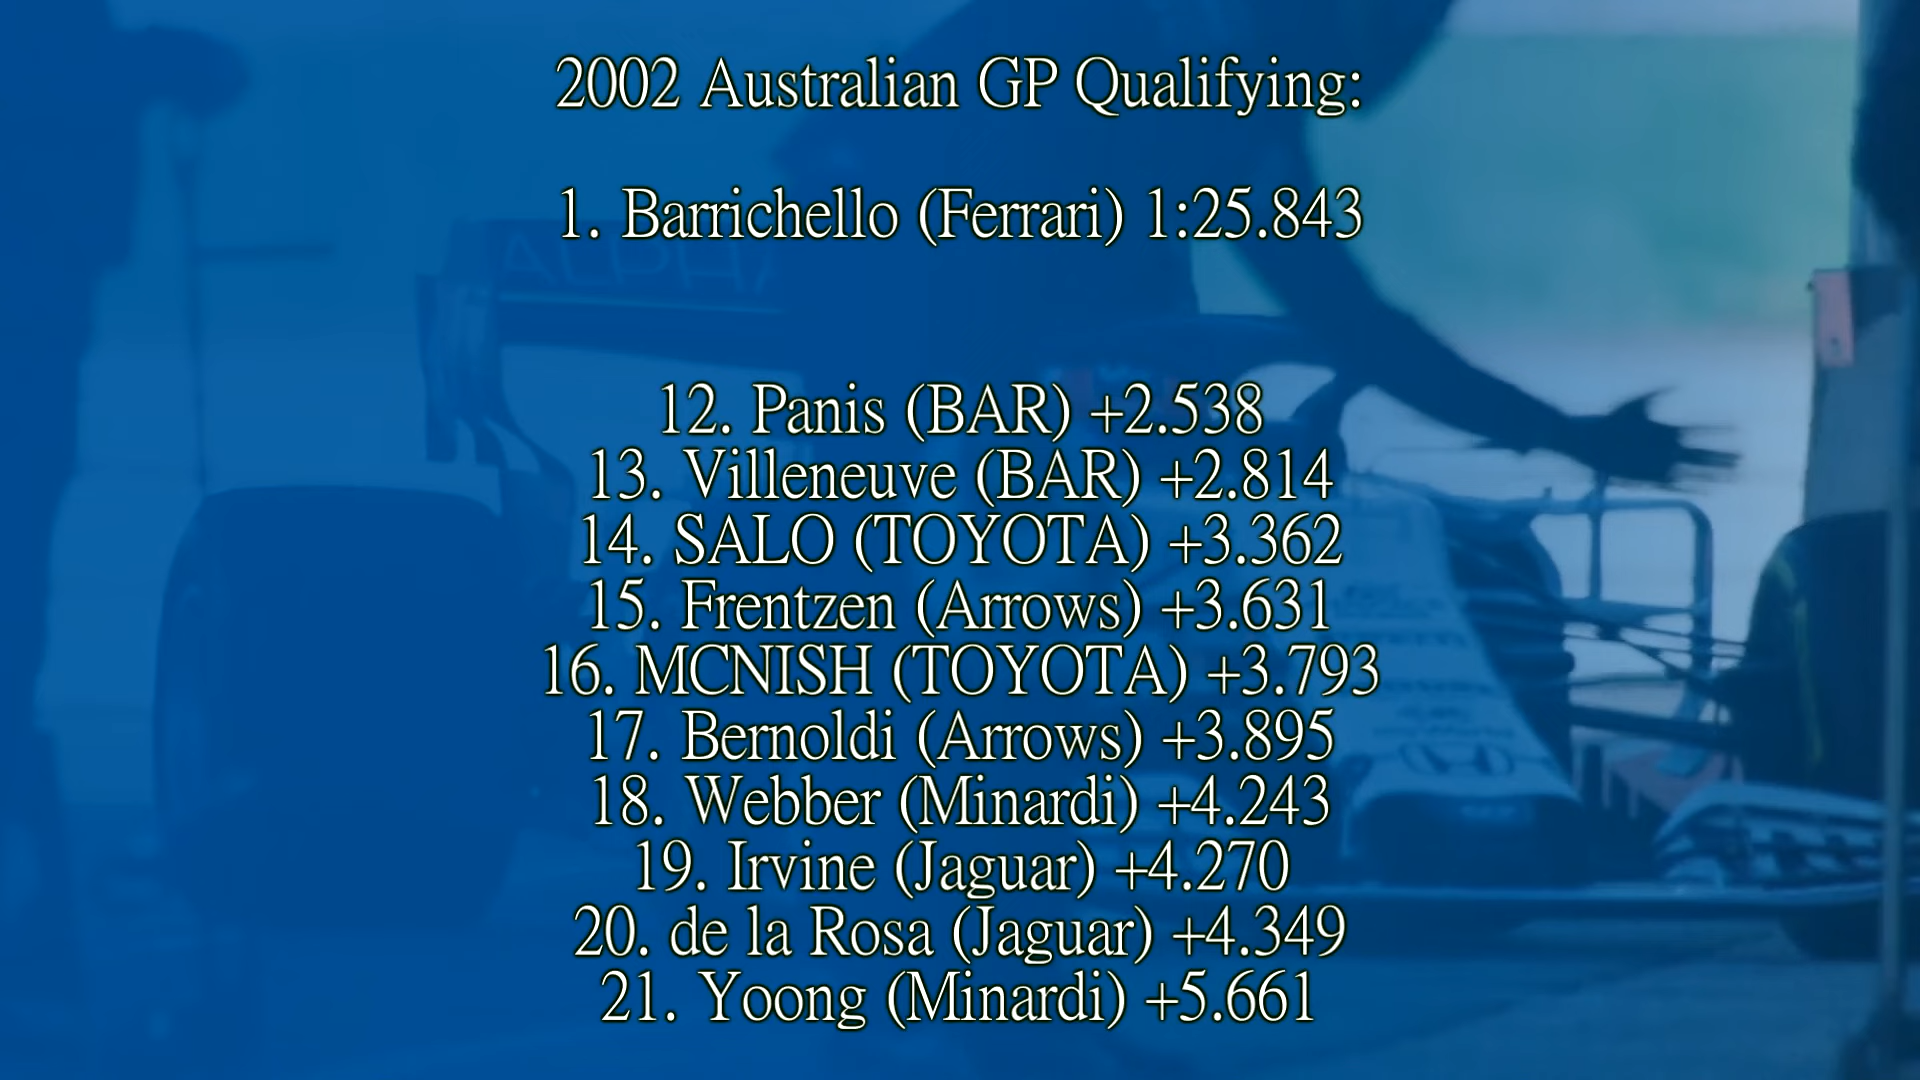 2002 Australian GP Qualifying:
1. Barrichello (Ferrari) 1:25.843
ALPHA
12. Panis (BAR) +2.538
13. Villeneuve (BAR) +2.814
14. SALO (TOYOTA) +3.362
15. Frentzen (Arrows) +3.631
16. MCNISH (TOYOTA) +3.793
17. Bernoldi (Arrows) +3.895
18. Webber (Minardi) +4.243
19. Irvine (Jaguar) +4.270
20. de la Rosa (Jaguar) +4.349
21. Yoong (Minardi) +5.661